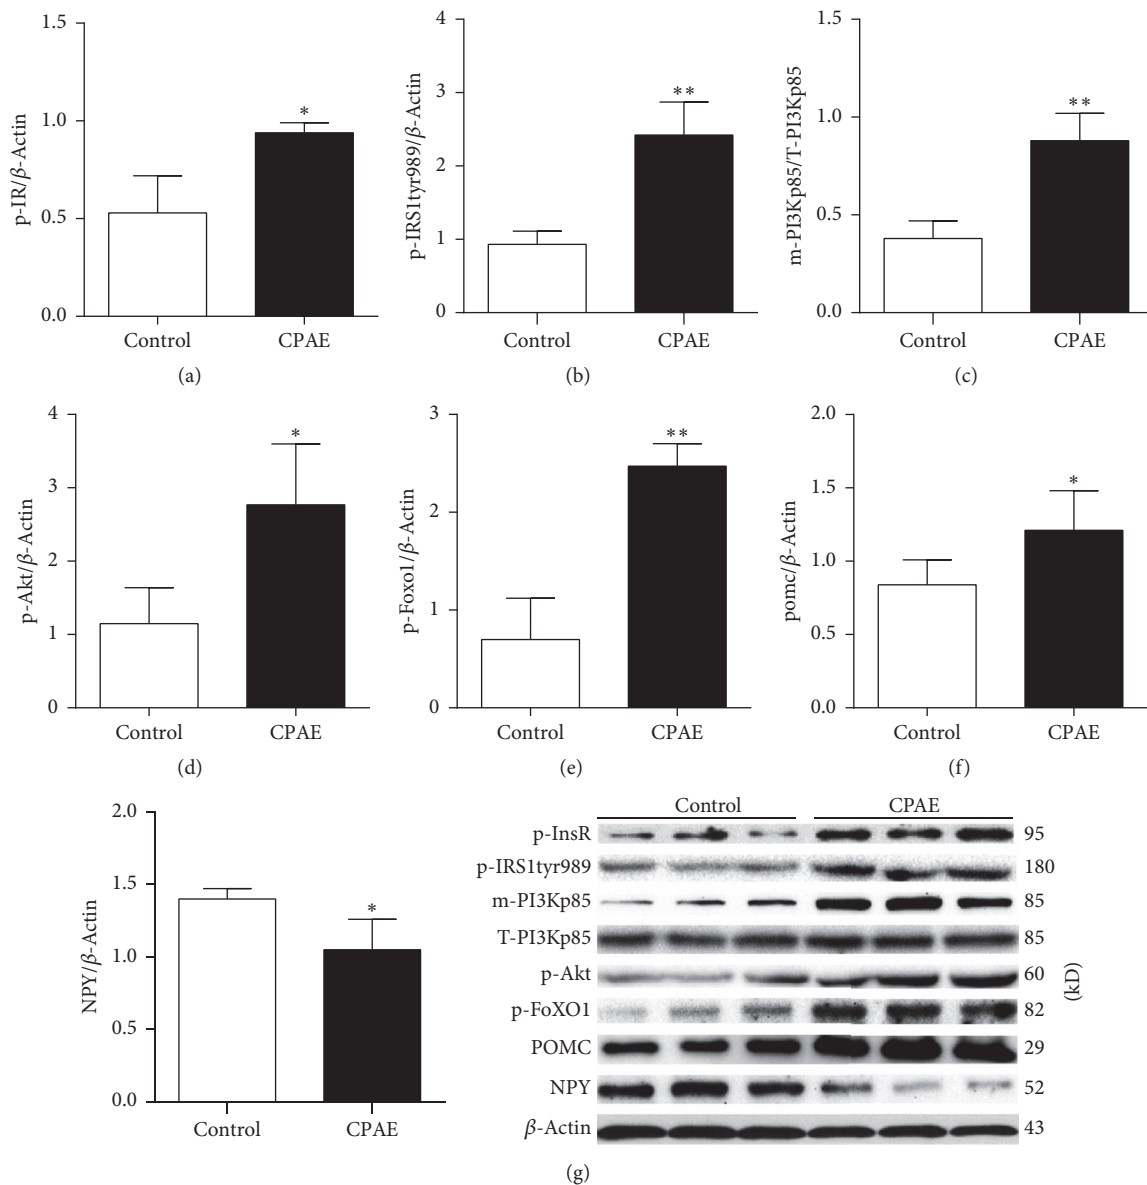 1.5
1.0
0.5
0.0
p-IR/β-Actin
*
Control CPAE
(a)
4
3
2
1
0
p-IRS1tyr989/β-Actin
**
Control CPAE
(b)
1.5
1.0
0.5
0.0
m-PI3Kp85/T-PI3Kp85
**
Control CPAE
(c)
4
3
2
1
0
p-Akt/β-Actin
*
Control CPAE
(d)
3
2
1
0
p-Foxo1/β-Actin
**
Control CPAE
(e)
2.0
1.5
1.0
0.5
0.0
pomc/β-Actin
*
Control CPAE
(f)
2.0
1.5
1.0
0.5
0.0
NPY/β-Actin
*
Control CPAE
Control CPAE
p-InsR 95
p-IRS1tyr989 180
m-PI3Kp85 85
T-PI3Kp85 85
p-Akt 60
p-FoXO1 82
POMC 29
NPY 52
β-Actin 43
(kD)
(g)